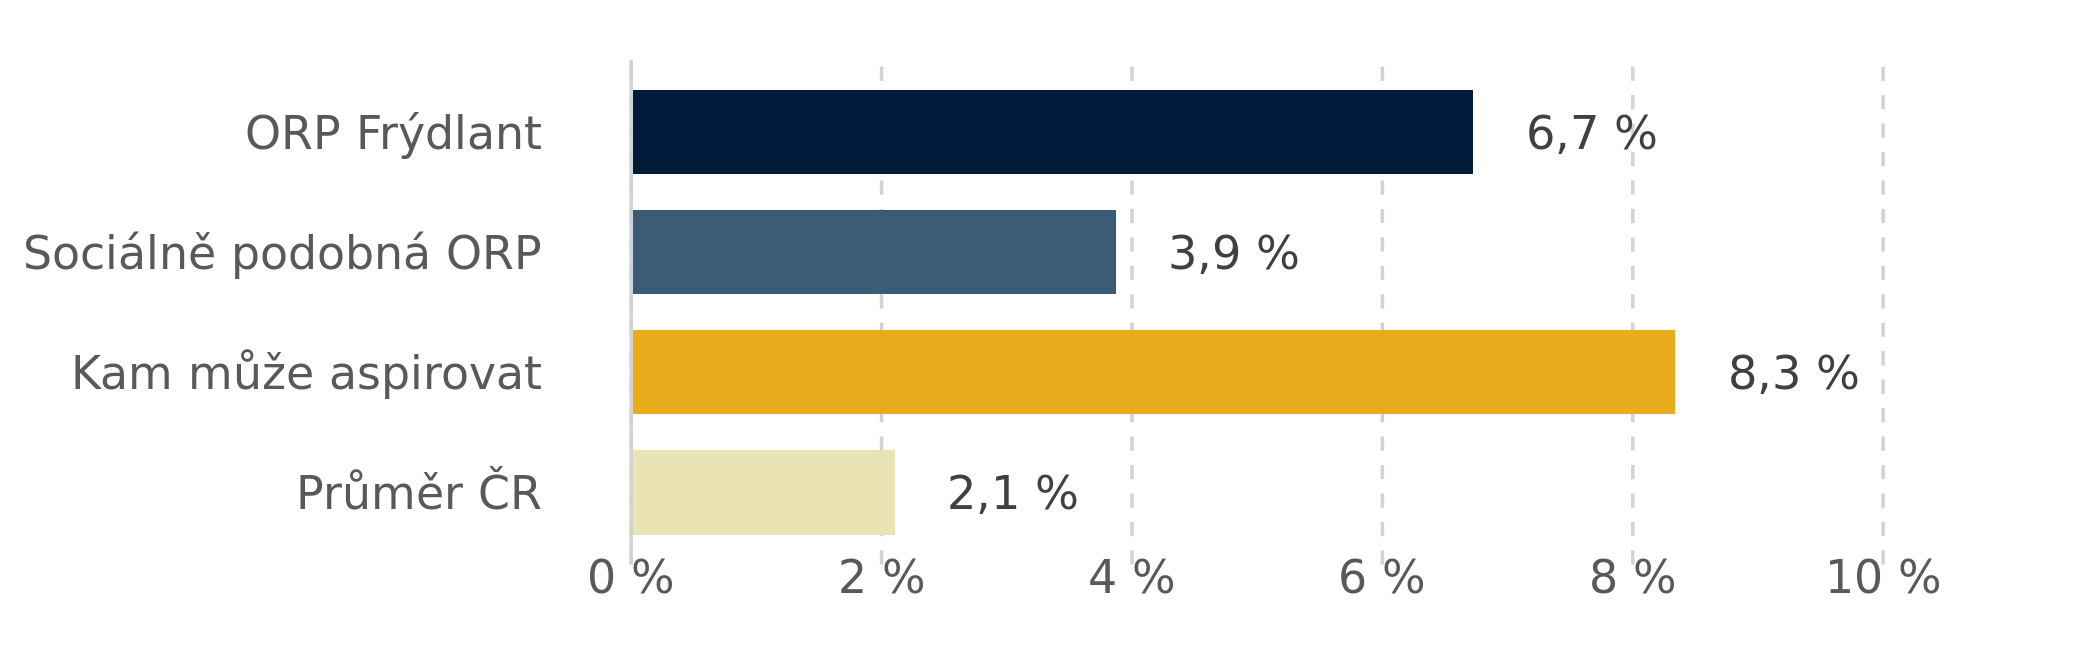 ORP Frýdlant 6,7 %
Sociálně podobná ORP 3,9 %
Kam může aspirovat 8,3 %
Průměr ČR 2,1 %
0 % 2 % 4 % 6 % 8 % 10 %